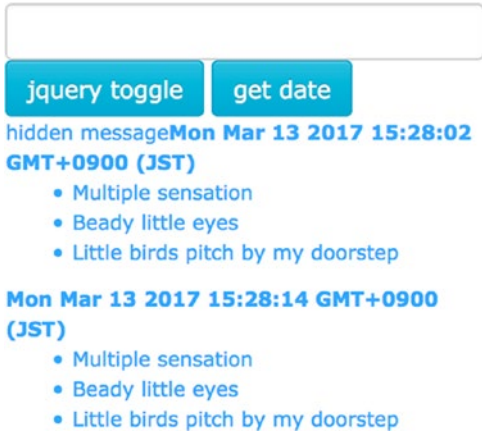 jquery toggle get date
hidden messageMon Mar 13 2017 15:28:02
GMT+0900 (JST)
• Multiple sensation
• Beady little eyes
• Little birds pitch by my doorstep
Mon Mar 13 2017 15:28:14 GMT+0900
(JST)
• Multiple sensation
• Beady little eyes
• Little birds pitch by my doorstep